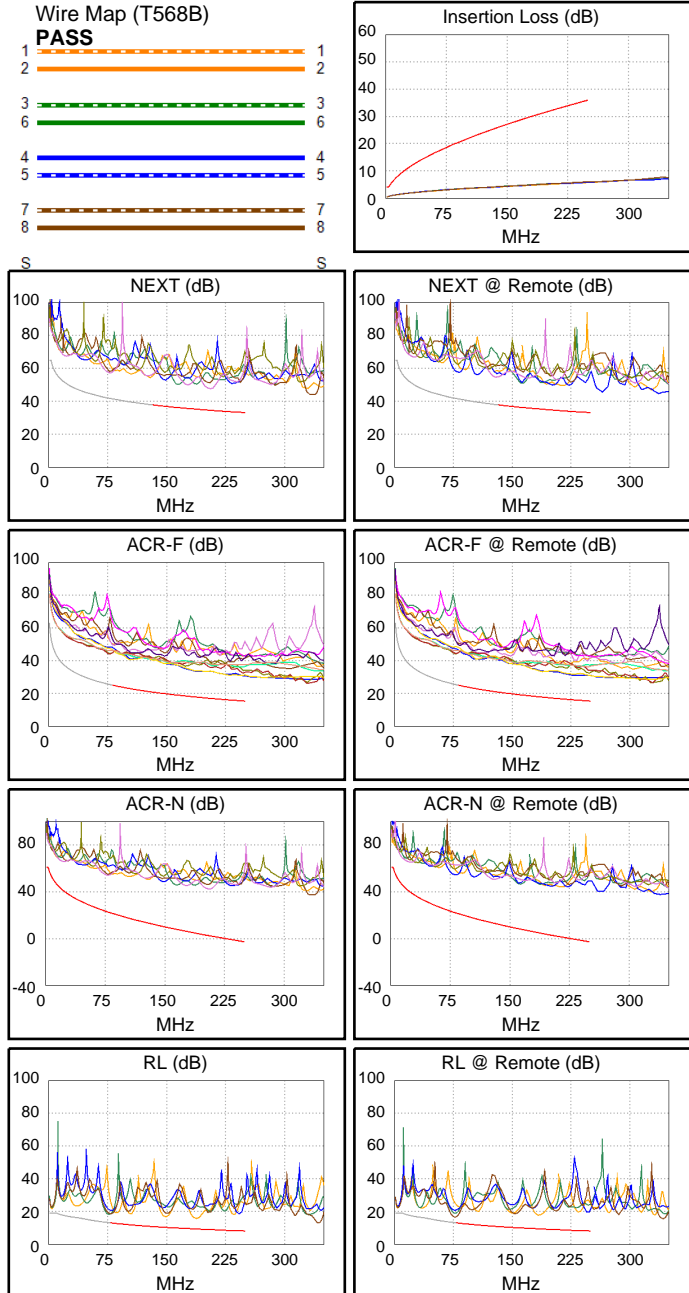 Wire Map (T568B)
PASS
1 1
2 2
3 3
6 6
4 4
5 5
7 7
8 8
S S
Insertion Loss (dB)
60
50
40
30
20
10
0
0 75 150 225 300
MHz
NEXT (dB)
100
80
60
40
20
0
0 75 150 225 300
MHz
NEXT @ Remote (dB)
100
80
60
40
20
0
0 75 150 225 300
MHz
ACR-F (dB)
100
80
60
40
20
0
0 75 150 225 300
MHz
ACR-F @ Remote (dB)
100
80
60
40
20
0
0 75 150 225 300
MHz
ACR-N (dB)
80
40
0
-40
0 75 150 225 300
MHz
ACR-N @ Remote (dB)
80
40
0
-40
0 75 150 225 300
MHz
RL (dB)
100
80
60
40
20
0
0 75 150 225 300
MHz
RL @ Remote (dB)
100
80
60
40
20
0
0 75 150 225 300
MHz